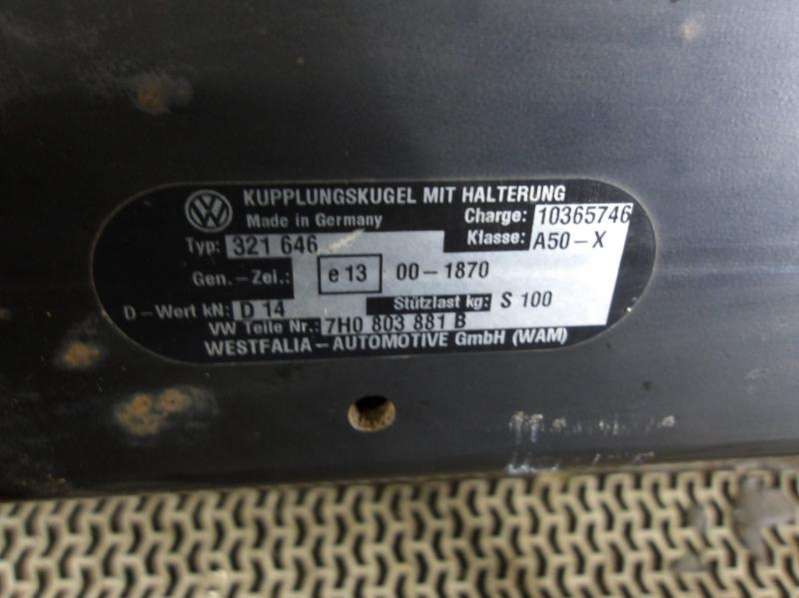 KUPPLUNGSKUGEL MIT HALTERUNG
Made in Germany Charge: 10365746
Typ: 321 646 Klasse: A50-X
Gen.-Zei.: e 13 00-1870
D-Wert kN: D 14 Stützlast kg: S 100
VW Teile Nr.: 7H0 803 881 B
WESTFALIA-AUTOMOTIVE GmbH (WAM)